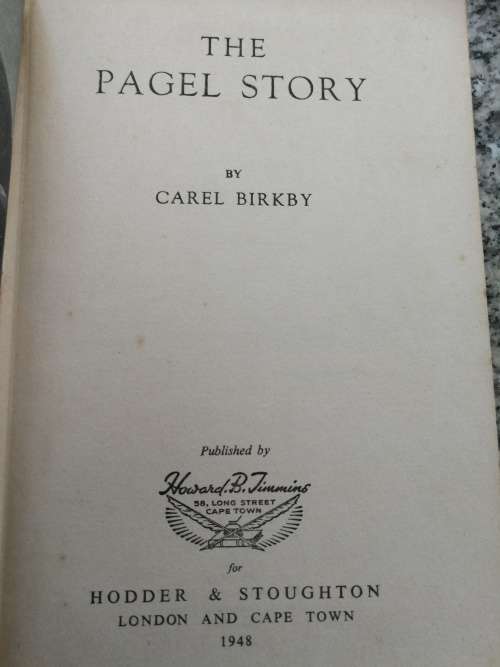 THE
PAGEL STORY
BY
CAREL BIRKBY
Published by
Howard. B. Timmins
58, LONG STREET
CAPE TOWN
for
HODDER & STOUGHTON
LONDON AND CAPE TOWN
1948